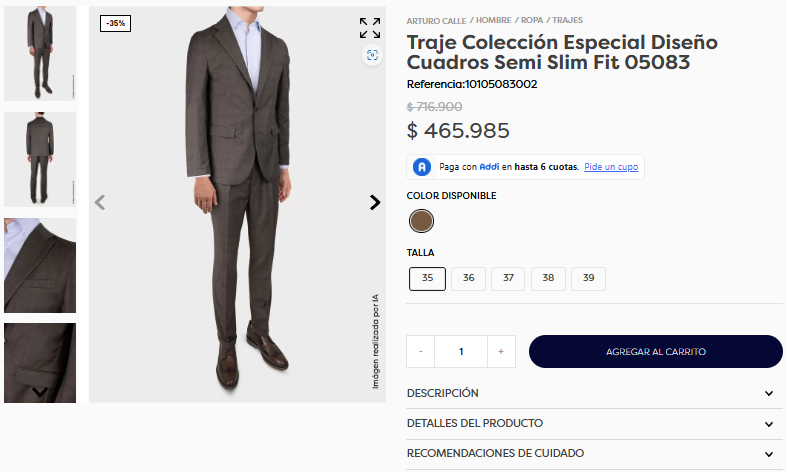 -35%
Imágen realizada por IA
ARTURO CALLE / HOMBRE / ROPA / TRAJES
Traje Colección Especial Diseño
Cuadros Semi Slim Fit 05083
Referencia:10105083002
$ 716.900
$ 465.985
A Paga con Addi en hasta 6 cuotas. Pide un cupo
COLOR DISPONIBLE
TALLA
35 36 37 38 39
- 1 + AGREGAR AL CARRITO
DESCRIPCIÓN
DETALLES DEL PRODUCTO
RECOMENDACIONES DE CUIDADO